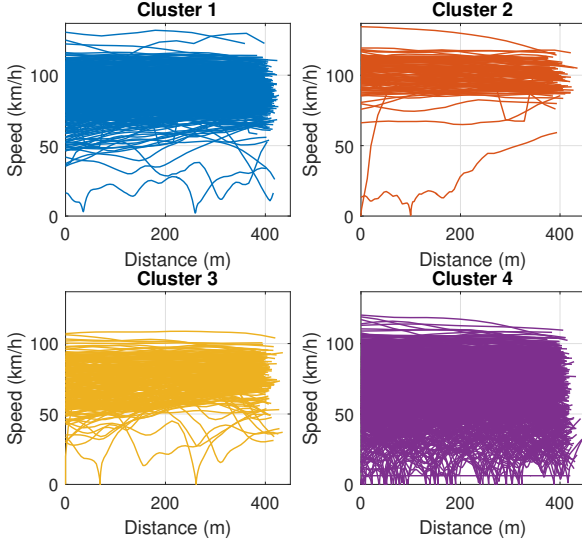 Cluster 1
Speed (km/h)
100
50
0
0 200 400
Distance (m)
Cluster 2
Speed (km/h)
100
50
0
0 200 400
Distance (m)
Cluster 3
Speed (km/h)
100
50
0
0 200 400
Distance (m)
Cluster 4
Speed (km/h)
100
50
0
0 200 400
Distance (m)